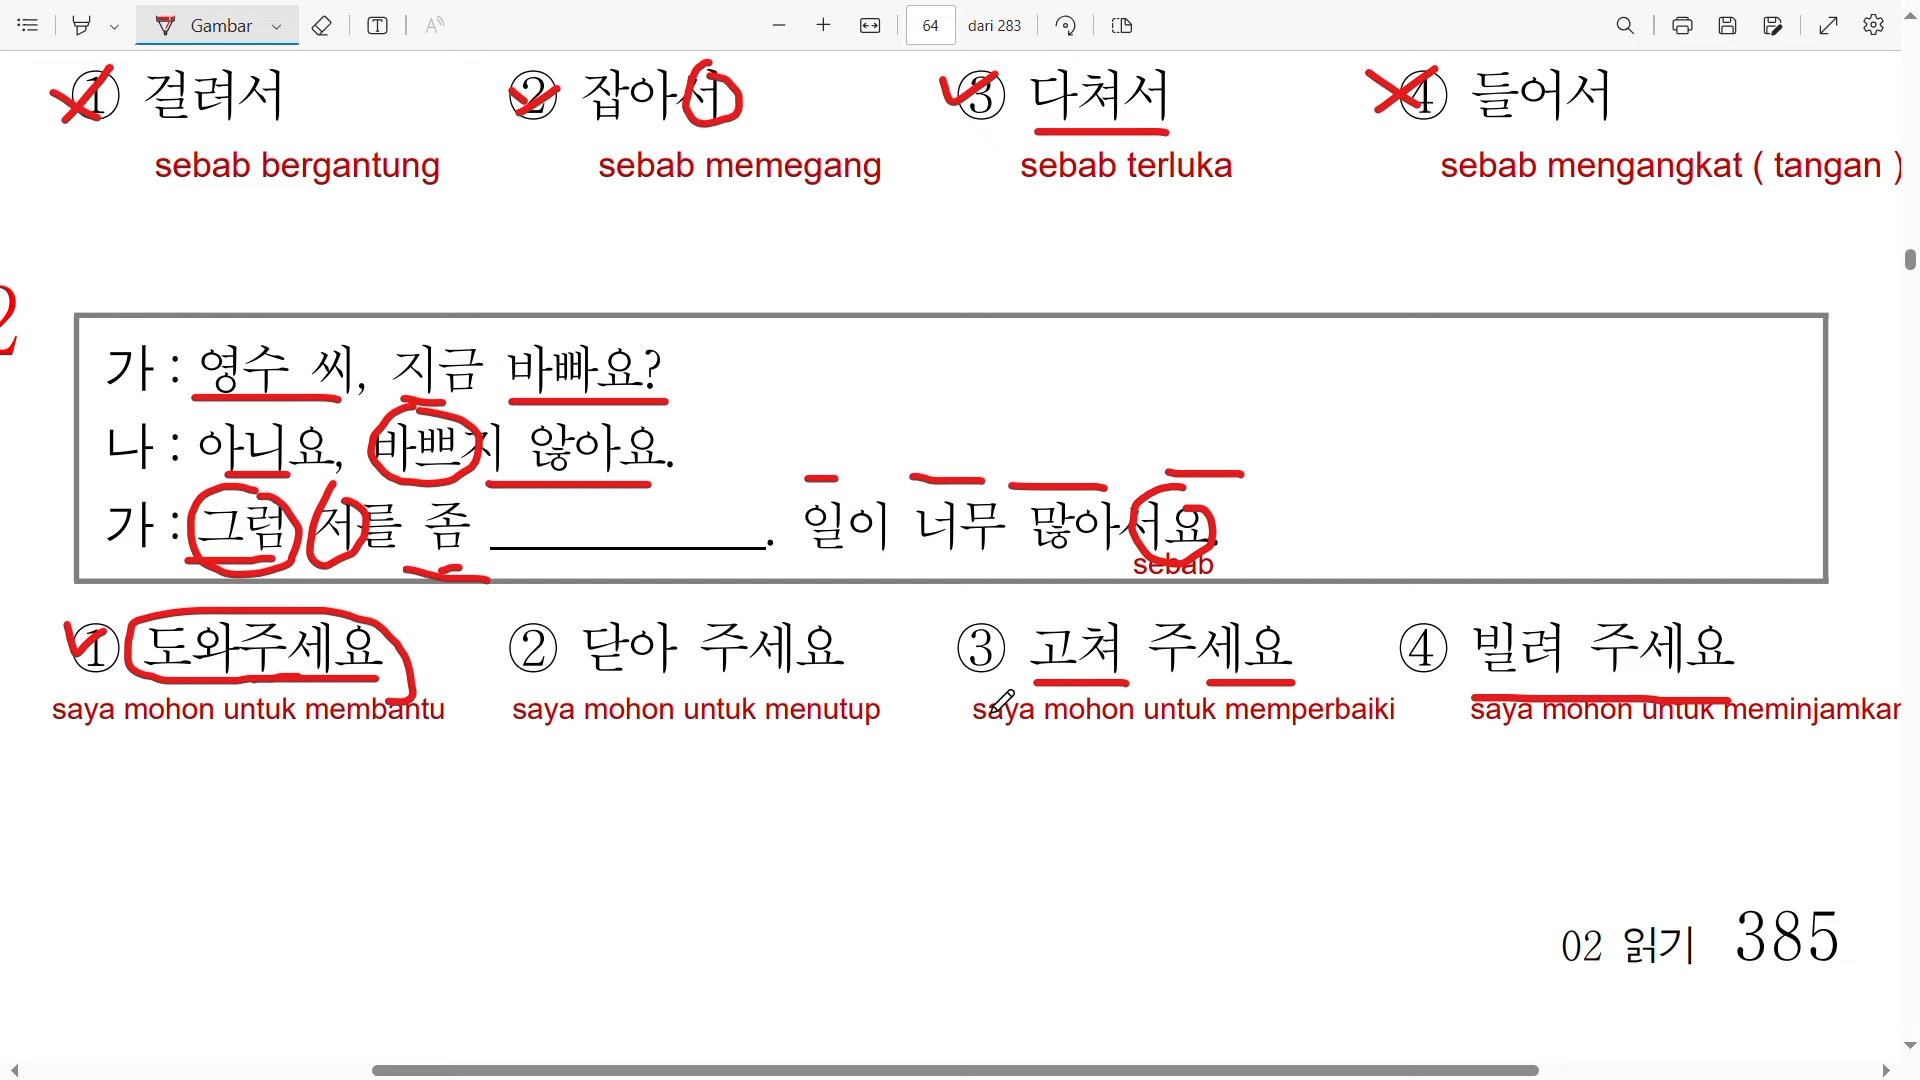 Gambar 64 dari 283
① 걸려서 ② 잡아서 ③ 다쳐서 ④ 들어서
sebab bergantung sebab memegang sebab terluka sebab mengangkat ( tangan )
2
가 : 영수 씨, 지금 바빠요?
나 : 아니요, 바쁘지 않아요.
가 : 그럼 저를 좀 ____________. 일이 너무 많아서요.
sebab
① 도와주세요 ② 닫아 주세요 ③ 고쳐 주세요 ④ 빌려 주세요
saya mohon untuk membantu saya mohon untuk menutup saya mohon untuk memperbaiki saya mohon untuk meminjamkan
02 읽기 385